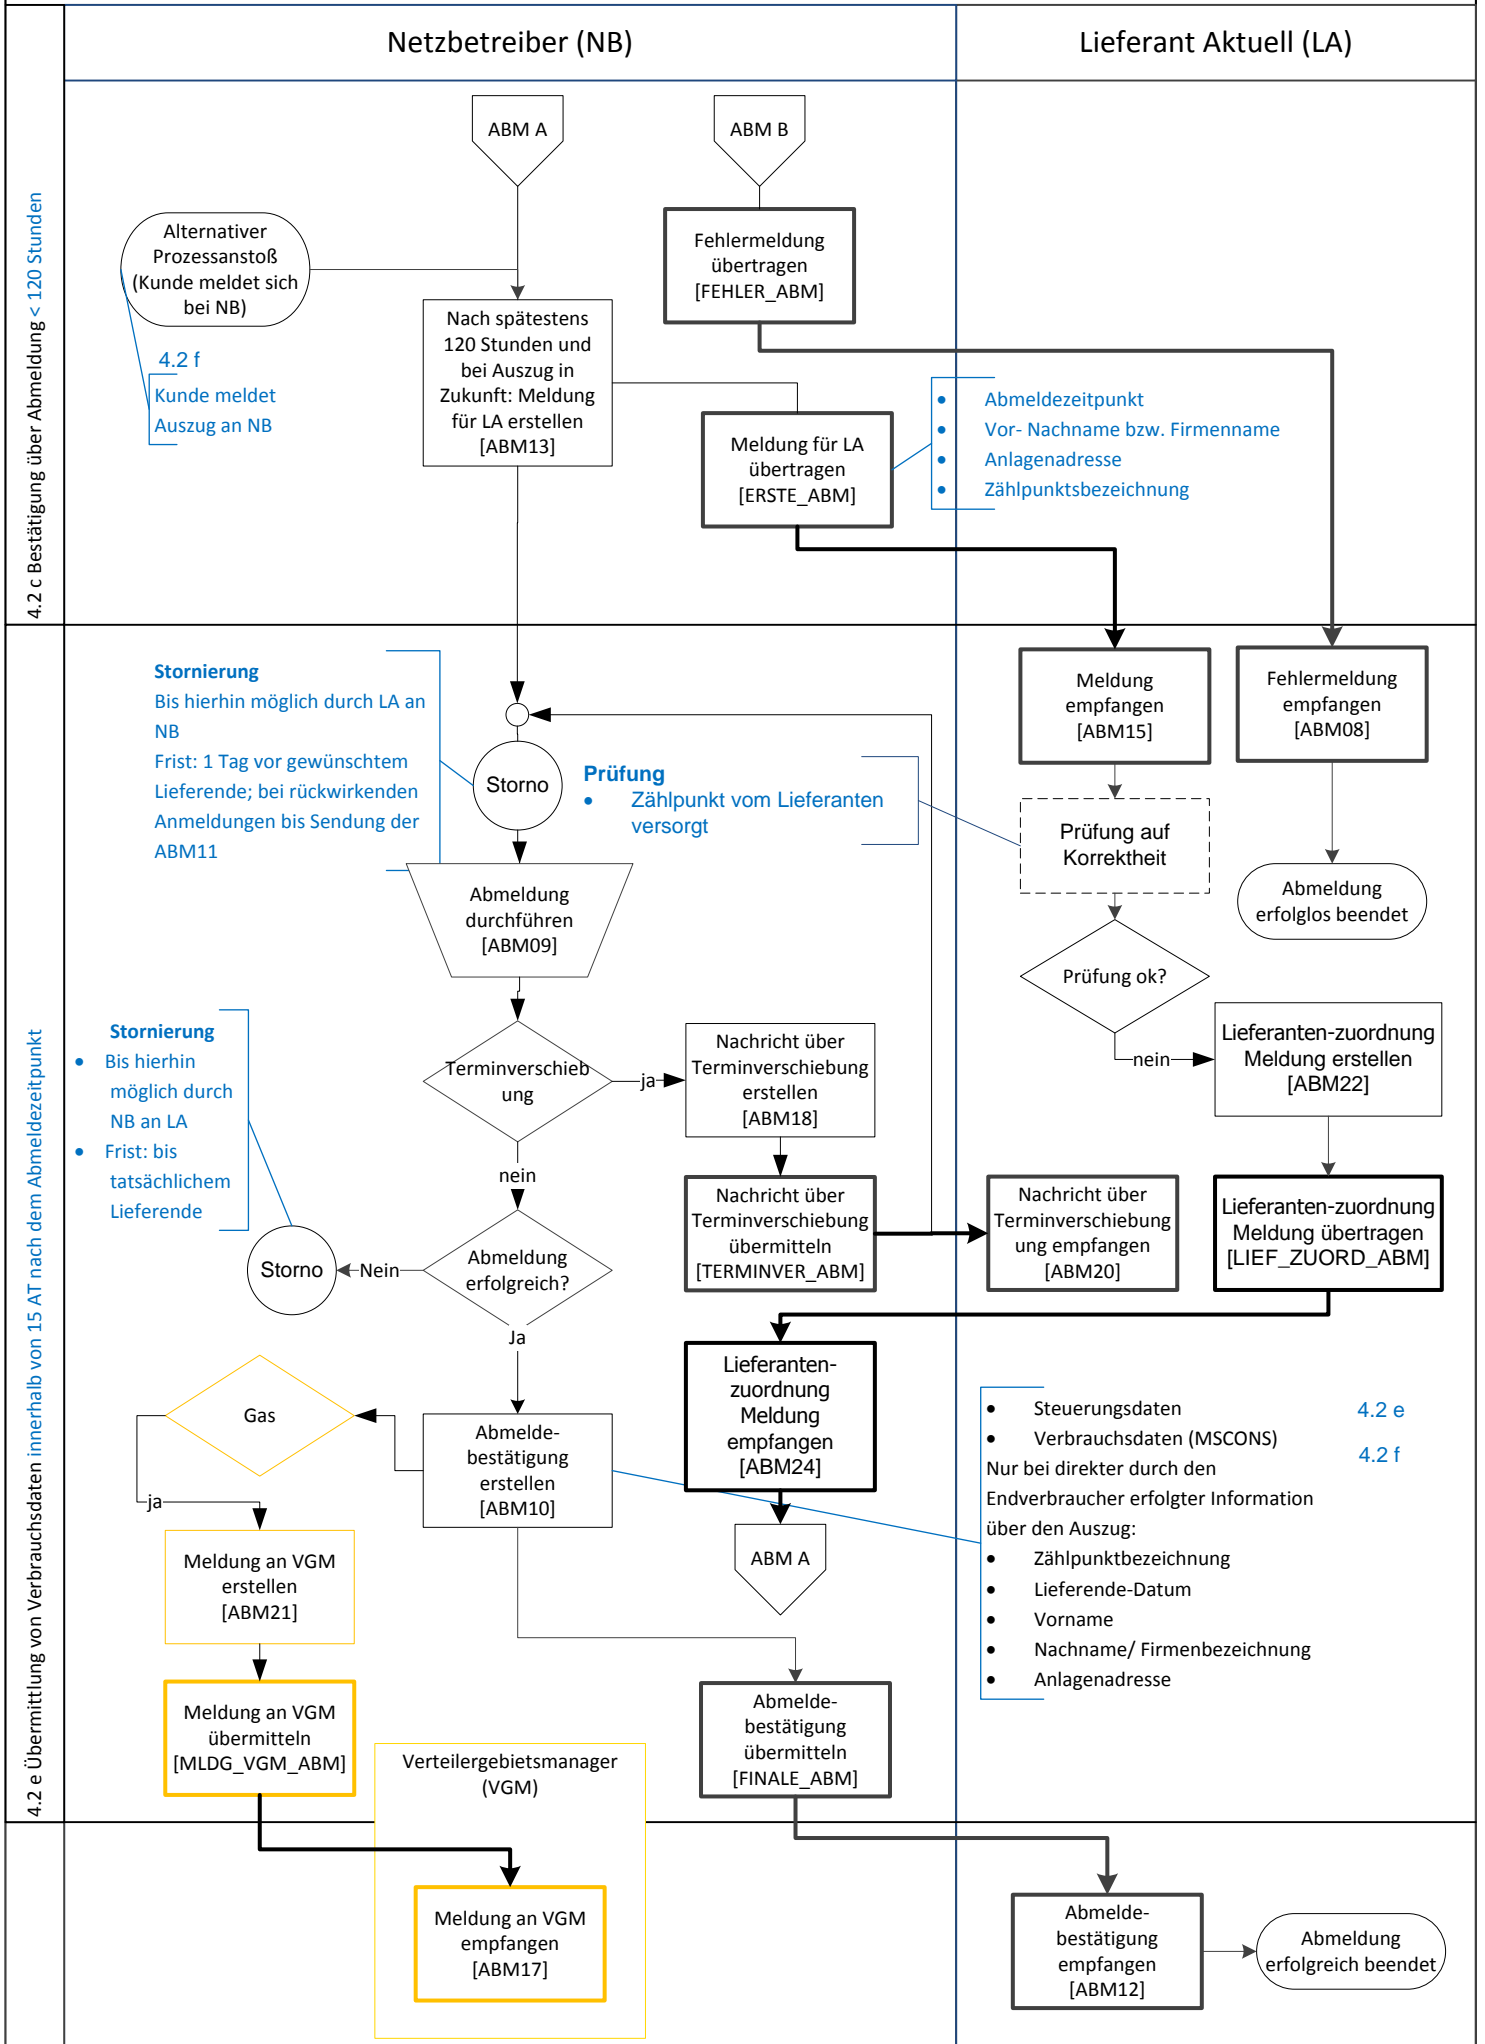 Netzbetreiber (NB)
Lieferant Aktuell (LA)
4.2 c Bestätigung über Abmeldung < 120 Stunden
ABM A
ABM B
Alternativer
Prozessanstoß
(Kunde meldet sich
bei NB)
4.2 f
Kunde meldet
Auszug an NB
Nach spätestens
120 Stunden und
bei Auszug in
Zukunft: Meldung
für LA erstellen
[ABM13]
Fehlermeldung
übertragen
[FEHLER_ABM]
Meldung für LA
übertragen
[ERSTE_ABM]
• Abmeldezeitpunkt
• Vor- Nachname bzw. Firmenname
• Anlagenadresse
• Zählpunktsbezeichnung
4.2 e Übermittlung von Verbrauchsdaten innerhalb von 15 AT nach dem Abmeldezeitpunkt
Stornierung
Bis hierhin möglich durch LA an
NB
Frist: 1 Tag vor gewünschtem
Lieferende; bei rückwirkenden
Anmeldungen bis Sendung der
ABM11
Storno
Prüfung
• Zählpunkt vom Lieferanten
versorgt
Meldung
empfangen
[ABM15]
Fehlermeldung
empfangen
[ABM08]
Prüfung auf
Korrektheit
Abmeldung
erfolglos beendet
Prüfung ok?
nein
Lieferanten-zuordnung
Meldung erstellen
[ABM22]
Lieferanten-zuordnung
Meldung übertragen
[LIEF_ZUORD_ABM]
Abmeldung
durchführen
[ABM09]
Terminverschieb
ung
ja
nein
Nachricht über
Terminverschiebung
erstellen
[ABM18]
Nachricht über
Terminverschiebung
übermitteln
[TERMINVER_ABM]
Nachricht über
Terminverschiebung
ung empfangen
[ABM20]
Stornierung
• Bis hierhin
möglich durch
NB an LA
• Frist: bis
tatsächlichem
Lieferende
Storno
Nein
Abmeldung
erfolgreich?
Ja
Gas
ja
Abmelde-
bestätigung
erstellen
[ABM10]
Lieferanten-
zuordnung
Meldung
empfangen
[ABM24]
ABM A
• Steuerungsdaten
4.2 e
• Verbrauchsdaten (MSCONS)
4.2 f
Nur bei direkter durch den
Endverbraucher erfolgter Information
über den Auszug:
• Zählpunktbezeichnung
• Lieferende-Datum
• Vorname
• Nachname/ Firmenbezeichnung
• Anlagenadresse
Meldung an VGM
erstellen
[ABM21]
Meldung an VGM
übermitteln
[MLDG_VGM_ABM]
Verteilergebietsmanager
(VGM)
Abmelde-
bestätigung
übermitteln
[FINALE_ABM]
Meldung an VGM
empfangen
[ABM17]
Abmelde-
bestätigung
empfangen
[ABM12]
Abmeldung
erfolgreich beendet